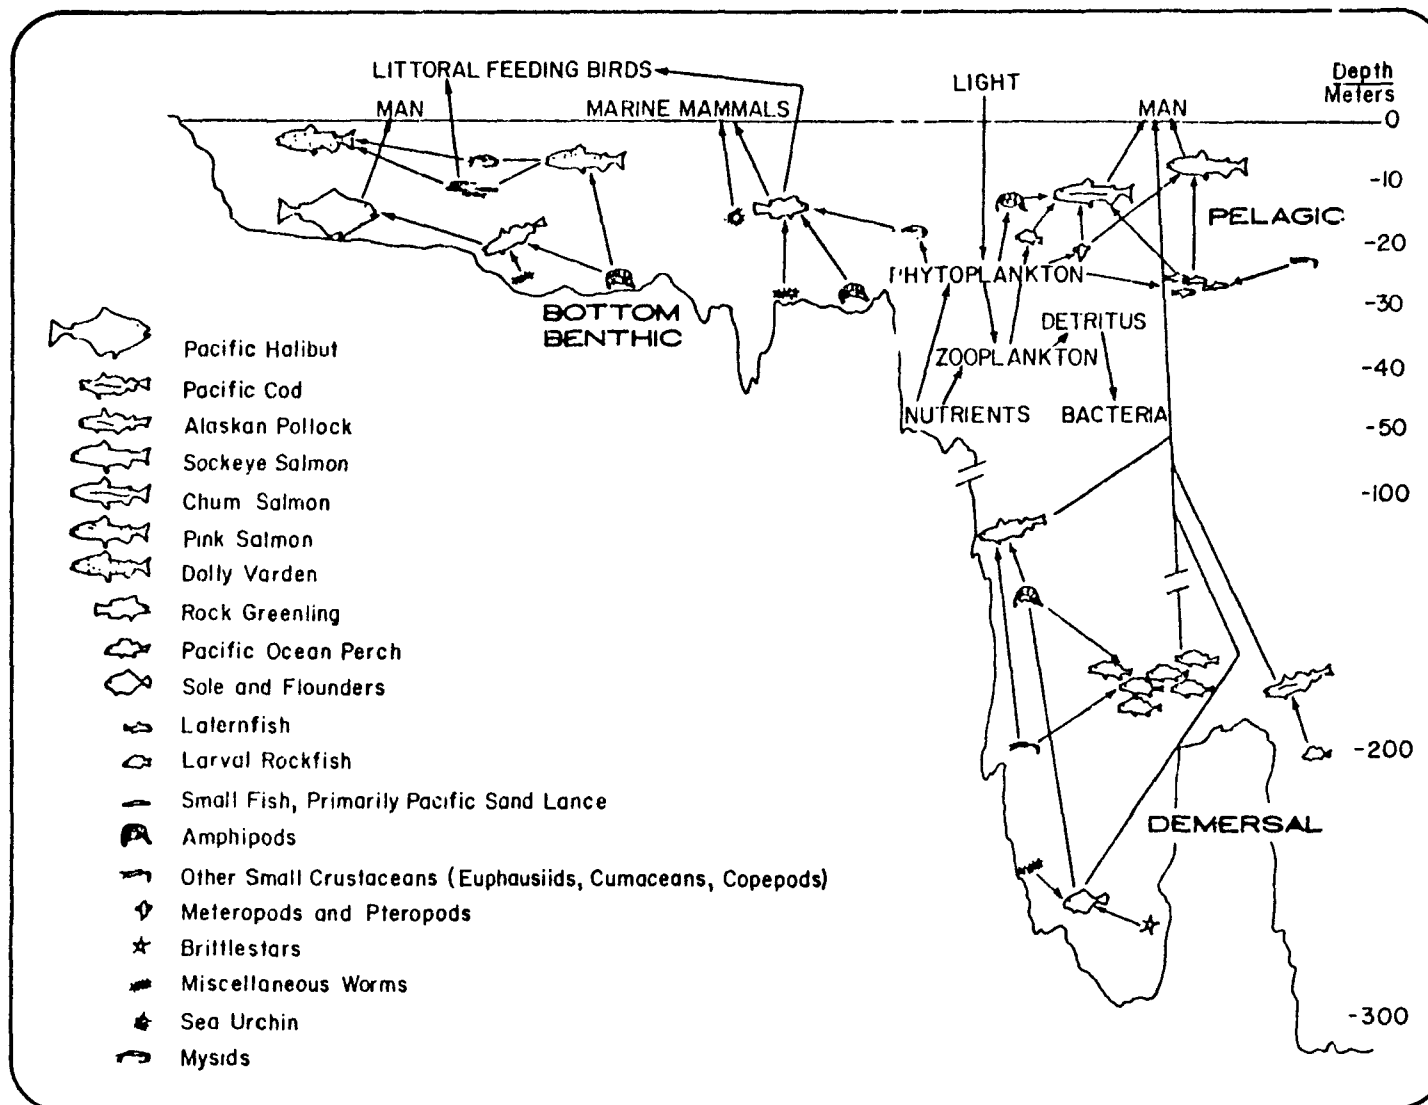 LITTORAL FEEDING BIRDS
LIGHT
Depth
Meters
MAN
MARINE MAMMALS
MAN
0
-10
PELAGIC
-20
PHYTOPLANKTON
-30
BOTTOM
BENTHIC
DETRITUS
ZOOPLANKTON
-40
NUTRIENTS
BACTERIA
-50
-100
-200
DEMERSAL
-300
Pacific Halibut
Pacific Cod
Alaskan Pollock
Sockeye Salmon
Chum Salmon
Pink Salmon
Dolly Varden
Rock Greenling
Pacific Ocean Perch
Sole and Flounders
Laternfish
Larval Rockfish
Small Fish, Primarily Pacific Sand Lance
Amphipods
Other Small Crustaceans (Euphausiids, Cumaceans, Copepods)
Meteropods and Pteropods
Brittlestars
Miscellaneous Worms
Sea Urchin
Mysids